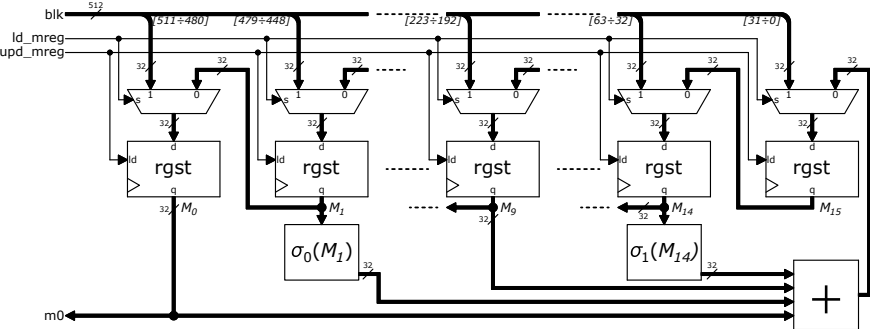 blk 512 [511÷480] [479÷448] [223÷192] [63÷32] [31÷0]
ld_mreg
upd_mreg
32 32 32 32 32 32 32 32 32 32
s 1 0 s 1 0 s 1 0 s 1 0 s 1 0
32 32 32 32 32
d d d d d
ld rgst ld rgst ld rgst ld rgst ld rgst
q q q q q
32 M0 M1 32 M9 32 M14 M15
σ0(M1) σ1(M14)
32 32
+
m0